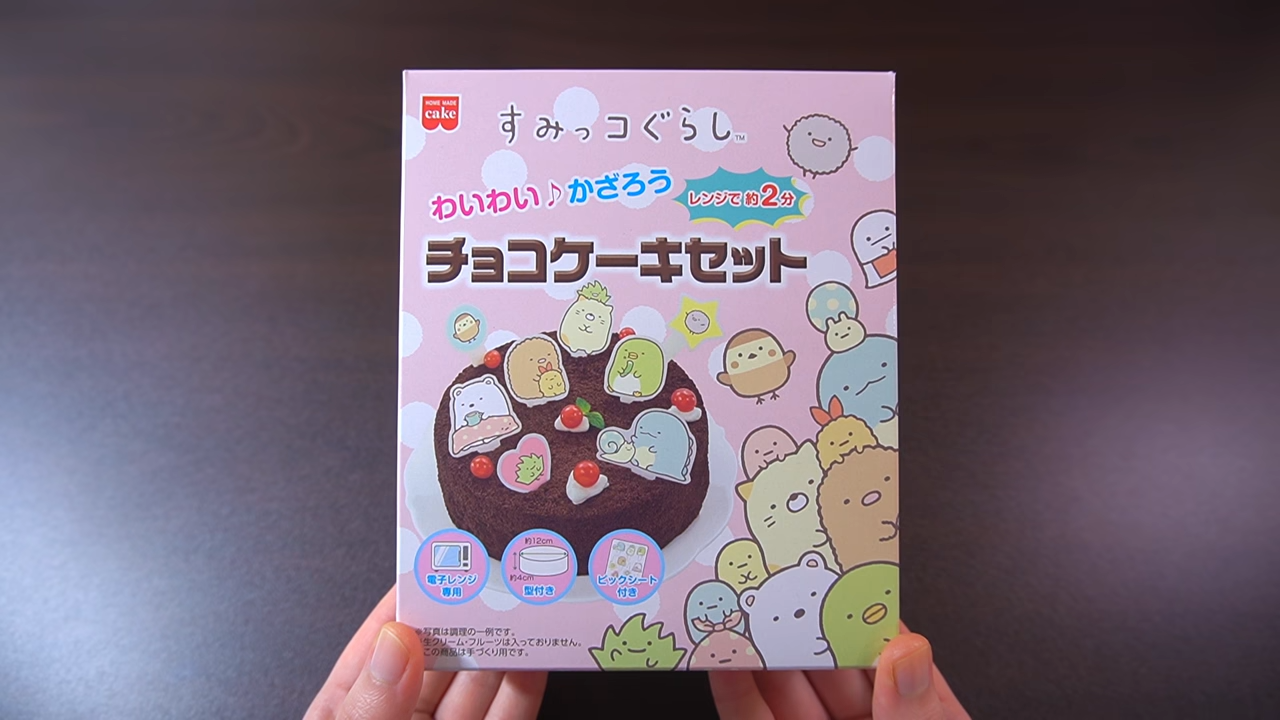 HOME MADE
cake
すみっコぐらし™
わいわい♪かざろう
レンジで 約2分
チョコケーキセット
電子レンジ
専用
約12cm
約4cm
型付き
ピックシート
付き
※写真は調理の一例です。
※生クリーム・フルーツは入っておりません。
※この商品は手づくり用です。